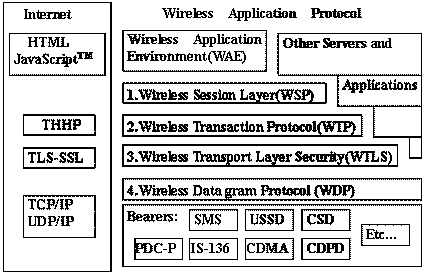 Internet
Wireless Application Protocol
HTML
JavaScript™
Wireless Application
Environment(WAE)
Other Servers and
Applications
1.Wireless Session Layer(WSP)
THHP
2.Wireless Transaction Protocol(WTP)
TLS-SSL
3.Wireless Transport Layer Security(WTLS)
4.Wireless Data gram Protocol (WDP)
TCP/IP
UDP/IP
Bearers: SMS USSD CSD
Etc...
PDC-P IS-136 CDMA CDPD